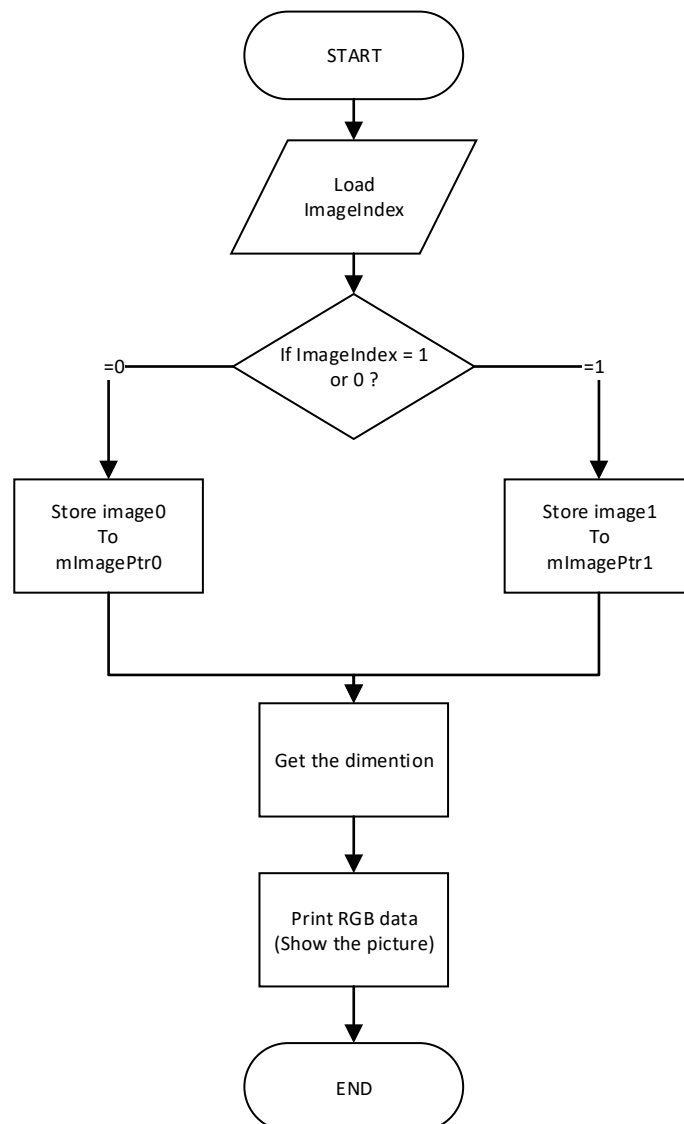 START
Load
ImageIndex
If ImageIndex = 1
or 0 ?
=0
=1
Store image0
To
mImagePtr0
Store image1
To
mImagePtr1
Get the dimention
Print RGB data
(Show the picture)
END